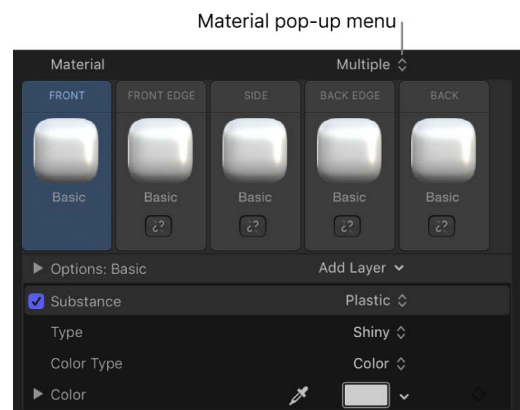 Material pop-up menu
Material Multiple
FRONT FRONT EDGE SIDE BACK EDGE BACK
Basic Basic Basic Basic Basic
¿? ¿? ¿? ¿?
Options: Basic Add Layer
Substance Plastic
Type Shiny
Color Type Color
Color